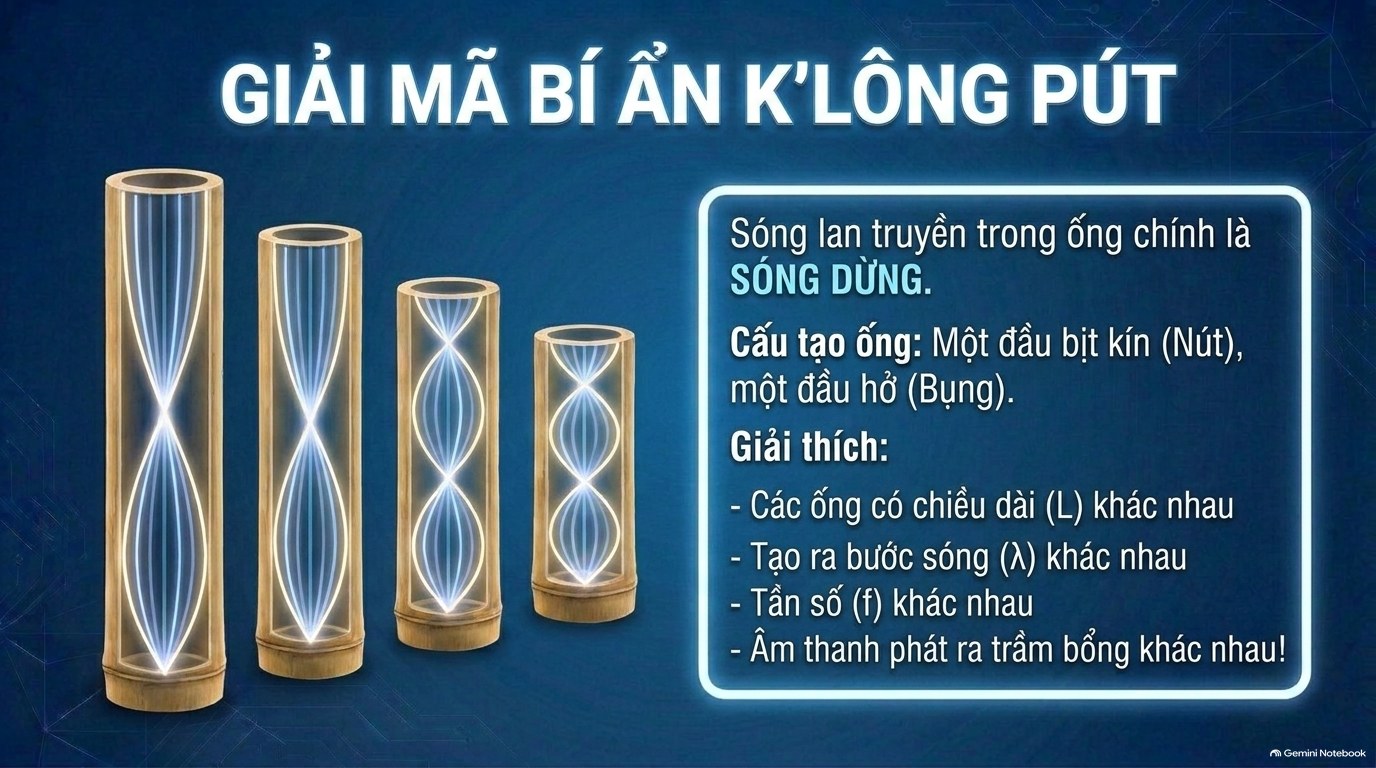 GIẢI MÃ BÍ ẨN K'LÔNG PÚT
Sóng lan truyền trong ống chính là
SÓNG DỪNG.
Cấu tạo ống: Một đầu bịt kín (Nút),
một đầu hở (Bụng).
Giải thích:
- Các ống có chiều dài (L) khác nhau
- Tạo ra bước sóng (λ) khác nhau
- Tần số (f) khác nhau
- Âm thanh phát ra trầm bổng khác nhau!
Gemini Notebook